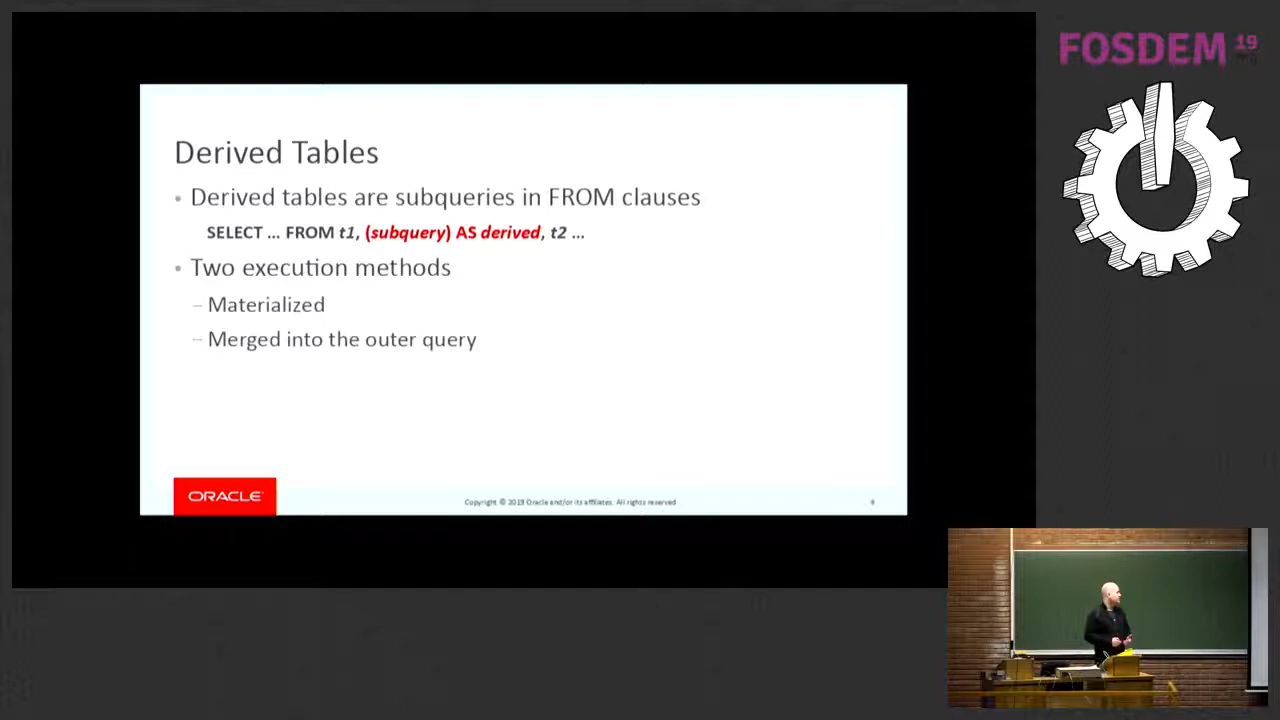 FOSDEM 19
.org
Derived Tables
• Derived tables are subqueries in FROM clauses
SELECT ... FROM t1, (subquery) AS derived, t2 ...
• Two execution methods
– Materialized
– Merged into the outer query
ORACLE
Copyright © 2019 Oracle and/or its affiliates. All rights reserved